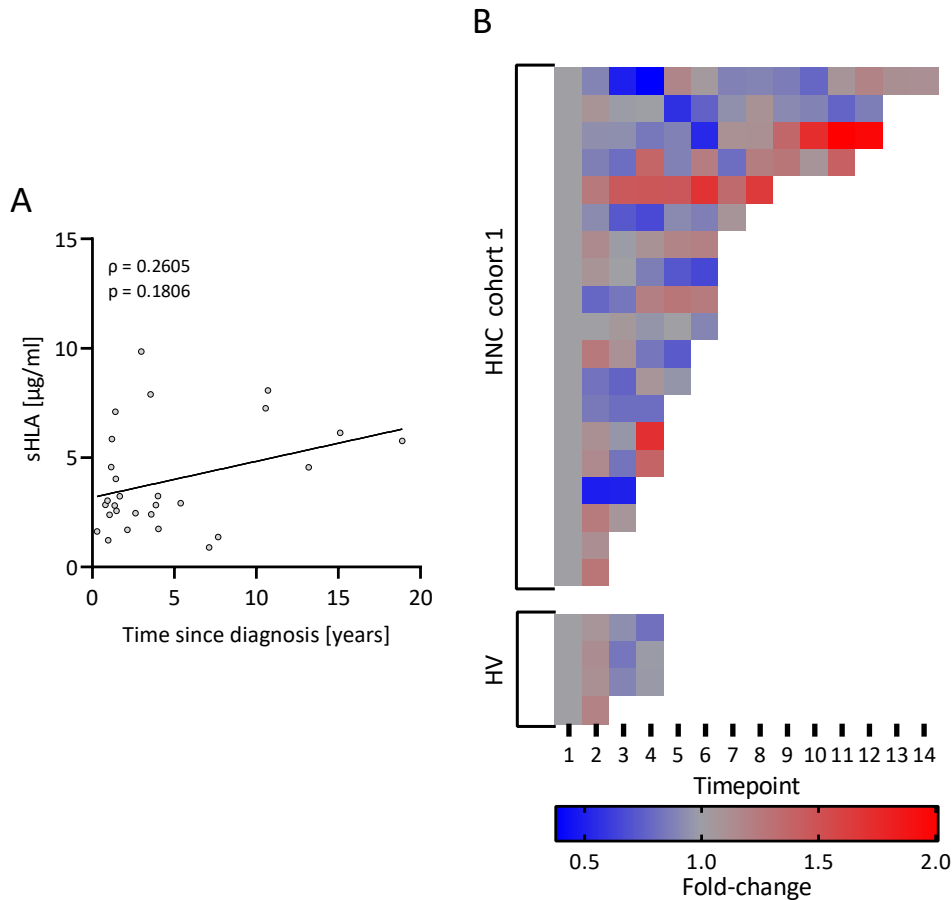 A
15
10
5
0
ρ = 0.2605
p = 0.1806
sHLA [µg/ml]
0 5 10 15 20
Time since diagnosis [years]
B
HNC cohort 1
HV
1 2 3 4 5 6 7 8 9 10 11 12 13 14
Timepoint
0.5 1.0 1.5 2.0
Fold-change